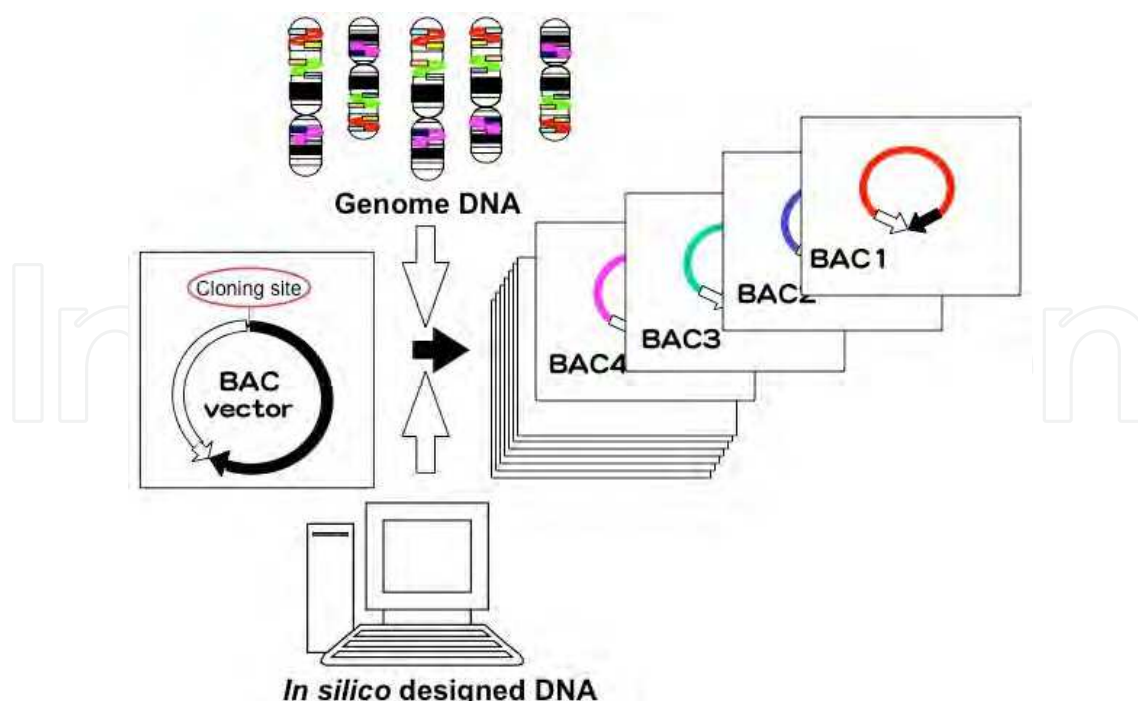 Genome DNA
Cloning site
BAC
vector
BAC1
BAC2
BAC3
BAC4
In silico designed DNA